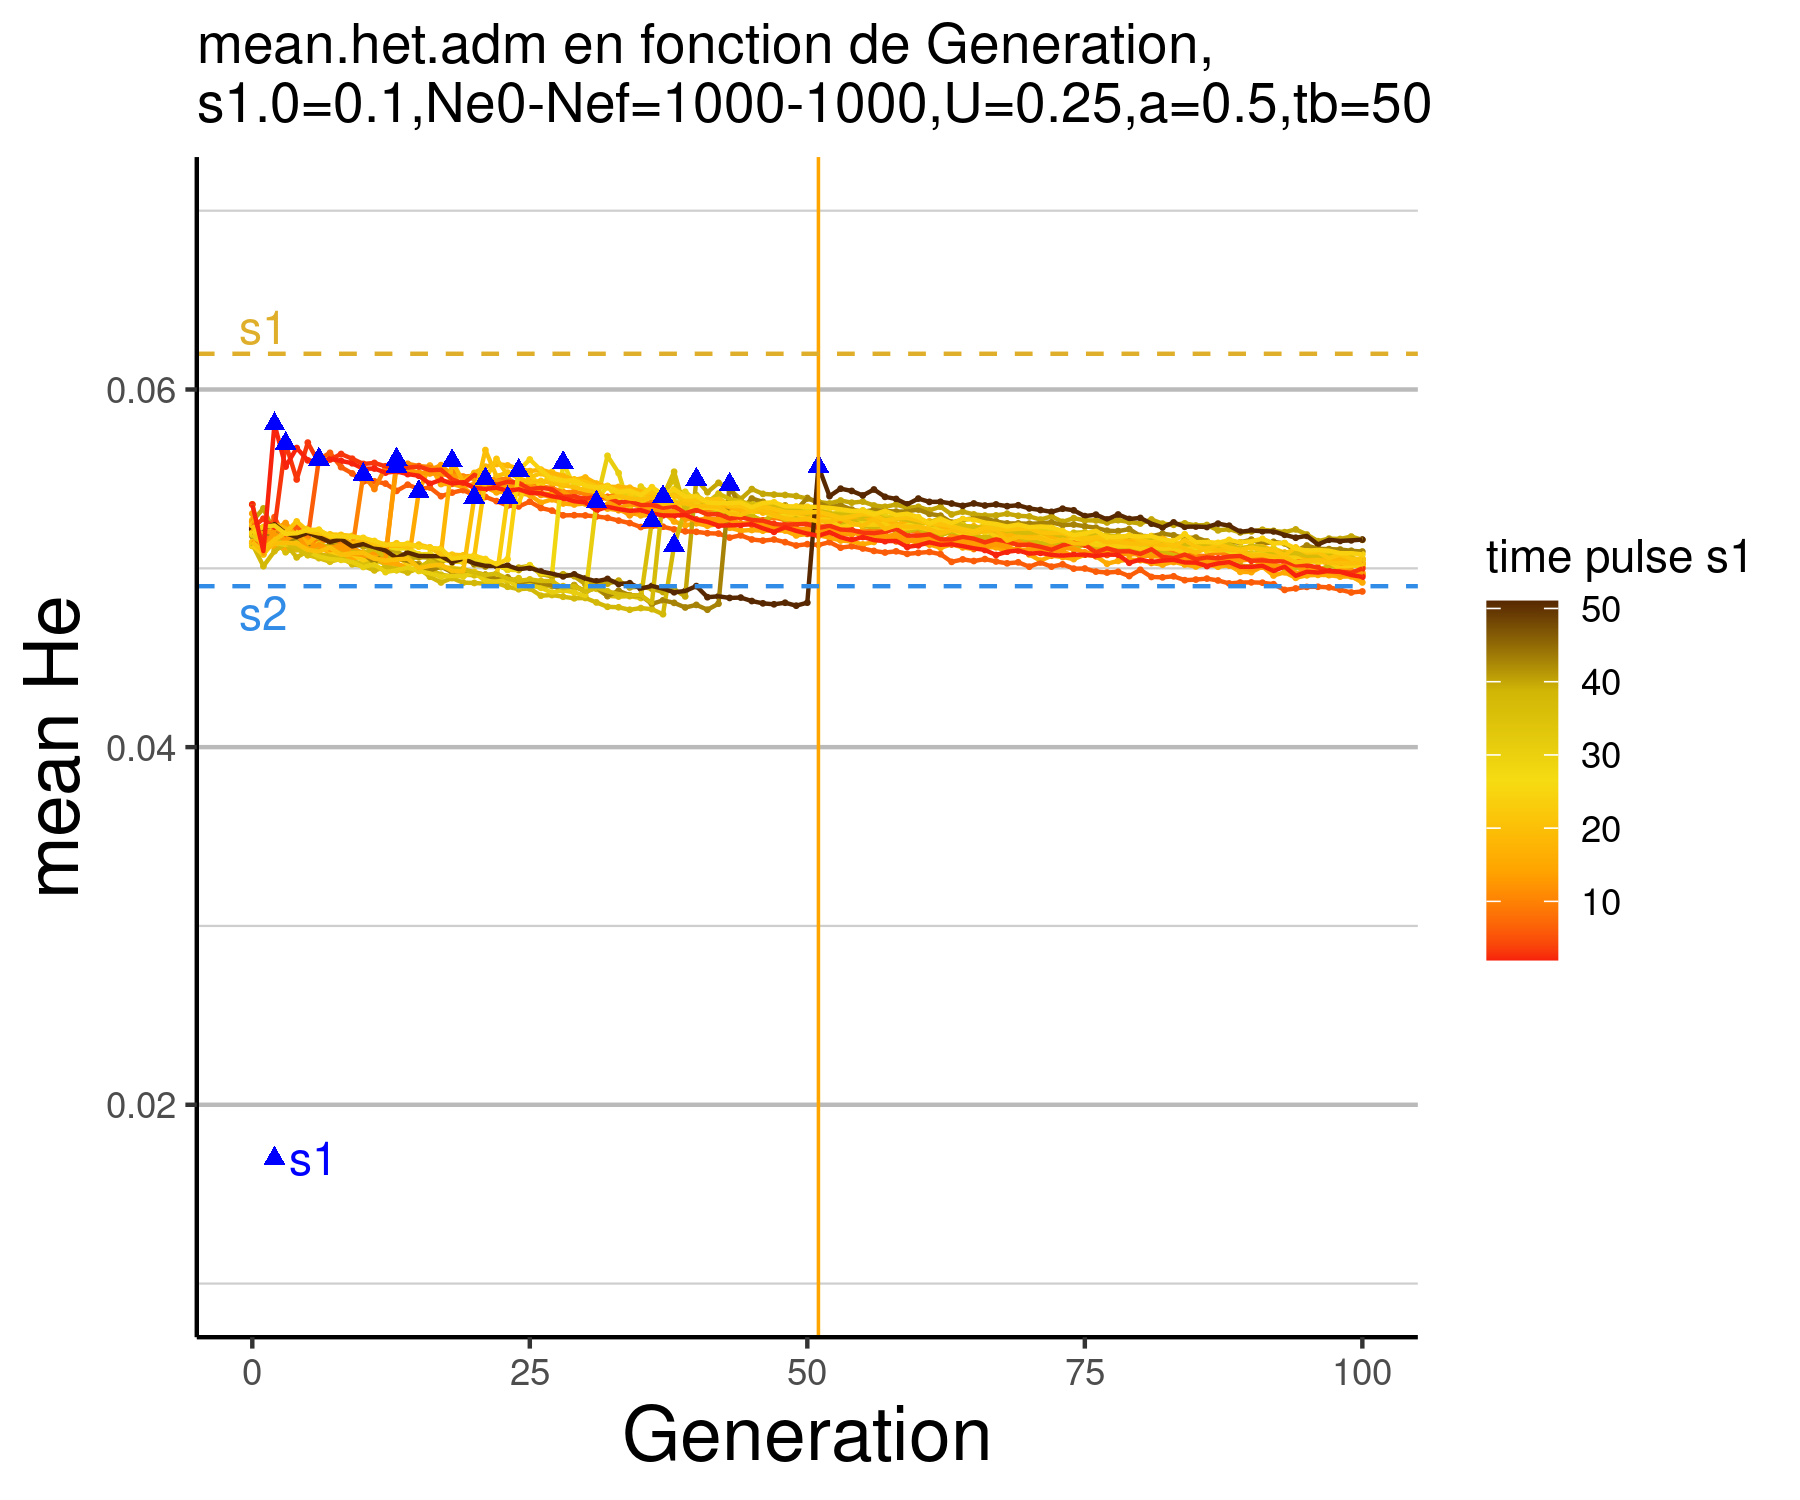 mean.het.adm en fonction de Generation,
s1.0=0.1,Ne0-Nef=1000-1000,U=0.25,a=0.5,tb=50
s1
0.06
s2
mean He
0.04
0.02
s1
0
25
50
75
100
Generation
time pulse s1
50
40
30
20
10